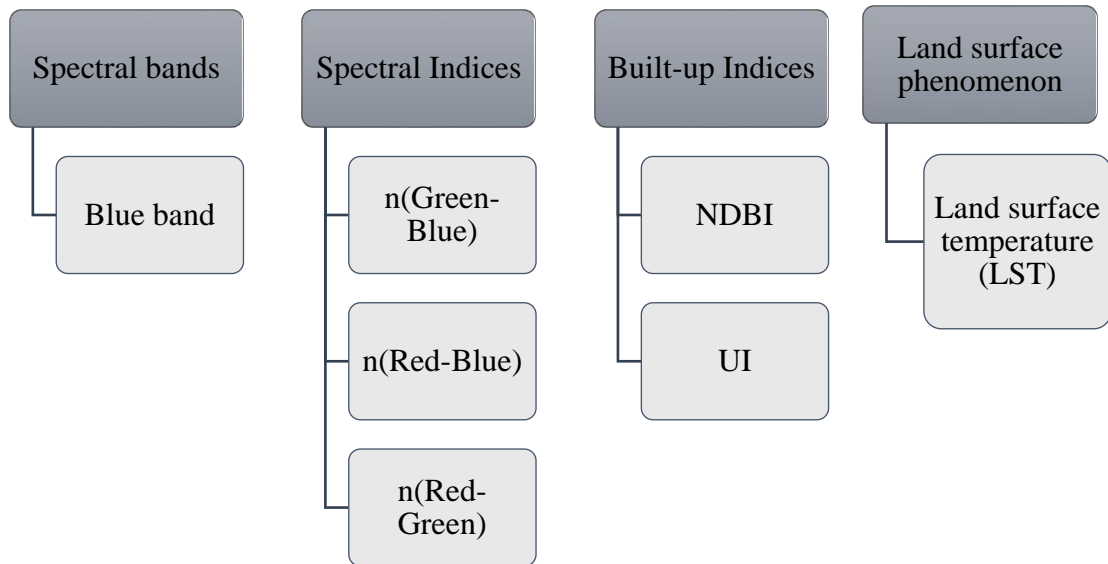 Spectral bands
Blue band
Spectral Indices
n(Green-
Blue)
n(Red-Blue)
n(Red-
Green)
Built-up Indices
NDBI
UI
Land surface
phenomenon
Land surface
temperature
(LST)